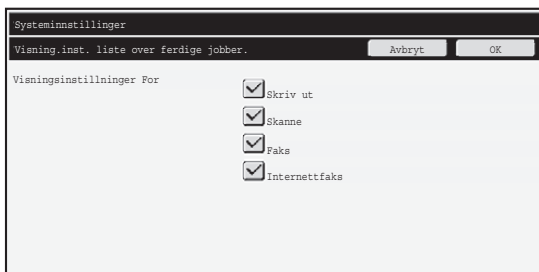 Systeminnstillinger
Visning.inst. liste over ferdige jobber. Avbryt OK
Visningsinstillninger For
Skriv ut
Skanne
Faks
Internettfaks